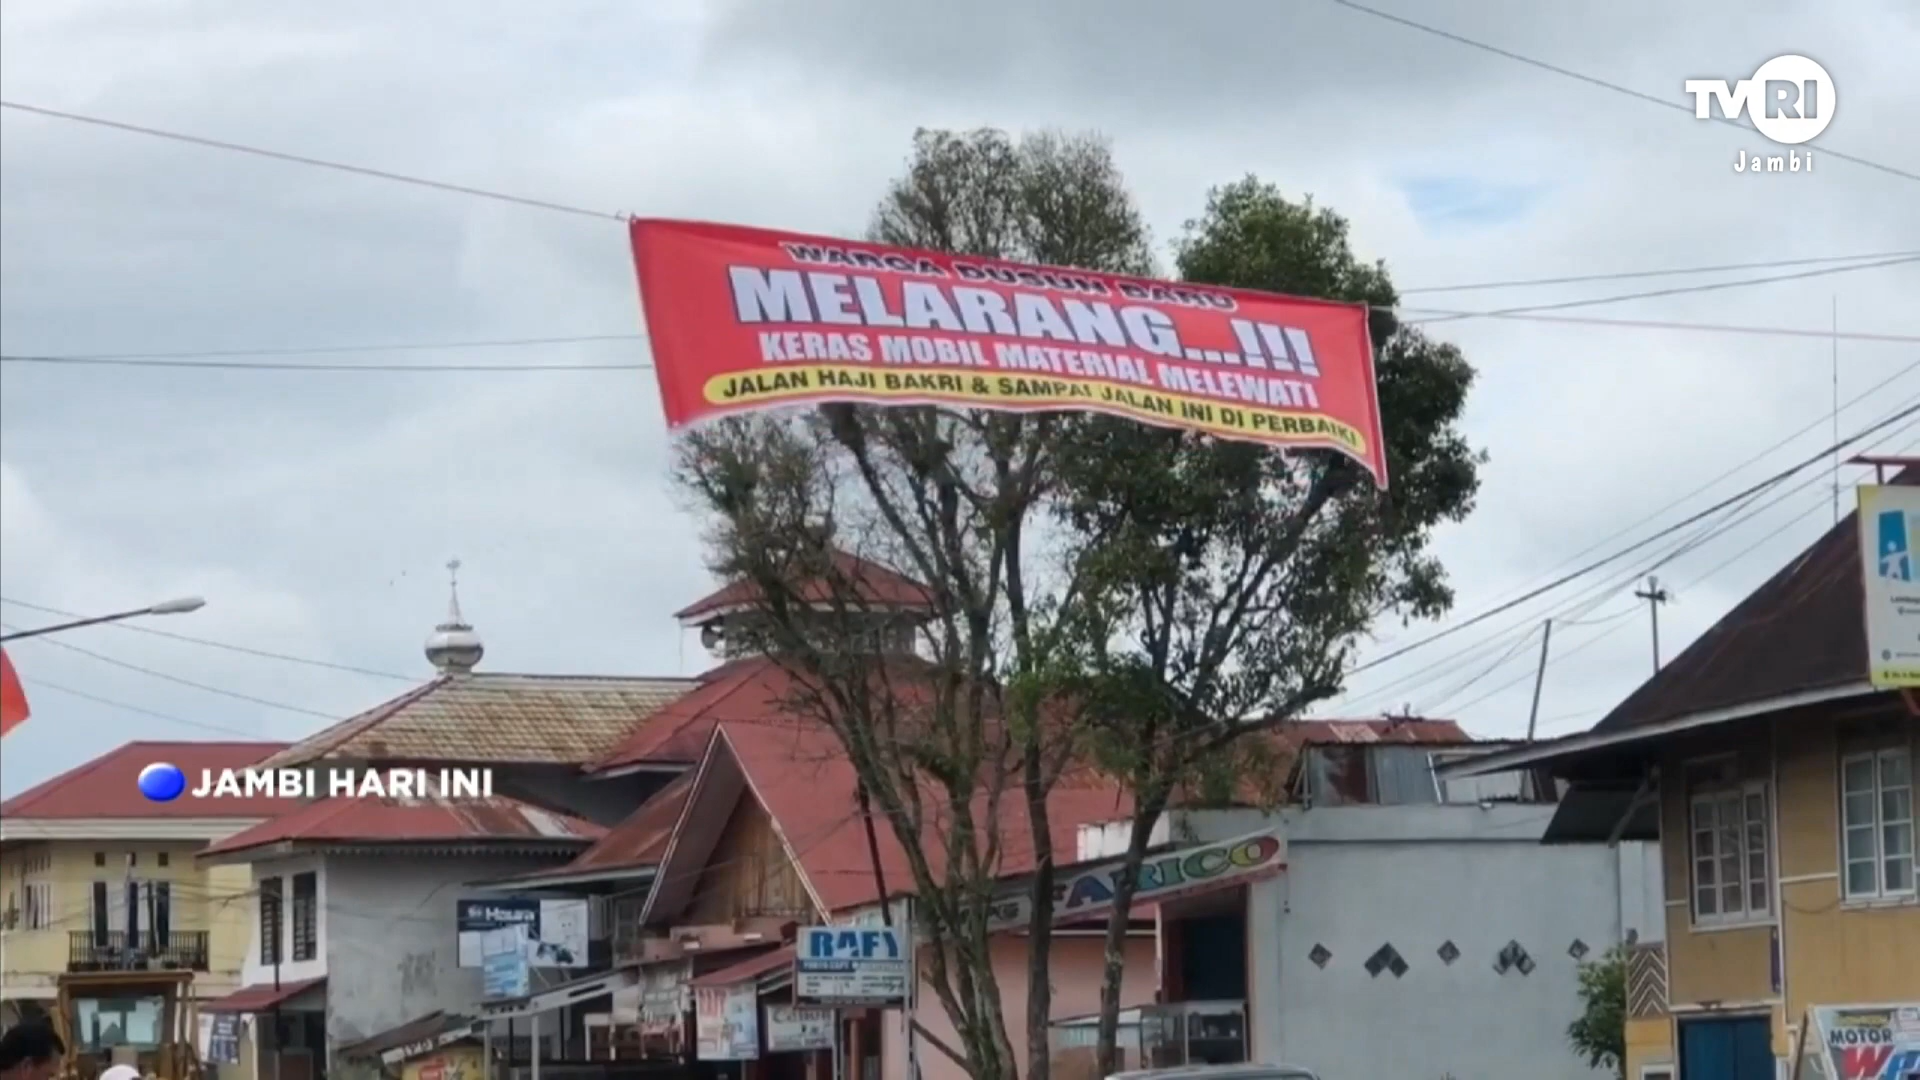 TVRI
Jambi
WARGA DUSUN BARU
MELARANG...!!!
KERAS MOBIL MATERIAL MELEWATI
JALAN HAJI BAKRI & SAMPAI JALAN INI DI PERBAIKI
JAMBI HARI INI
FARICO
RAFI
MOTOR